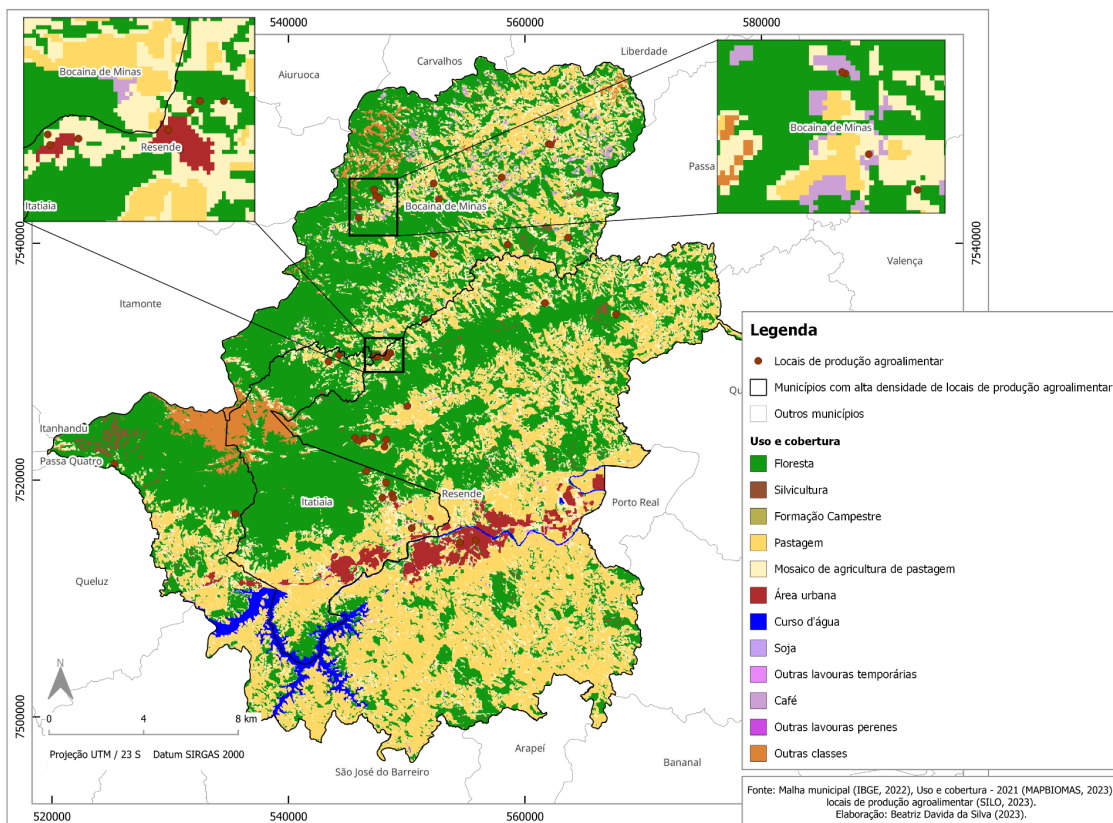 540000
560000
580000
Liberdade
Carvalhos
Aiuruoca
Bocaina de Minas
Resende
Itatiaia
Bocaina de Minas
Passa
Bocaina de Minas
7540000
7540000
Valença
Itamonte
Itanhandú
Passa Quatro
7520000
Itatiaia
Resende
Porto Real
Queluz
N
0 4 8 km
7500000
Projeção UTM / 23 S Datum SIRGAS 2000
Arapeí
Bananal
São José do Barreiro
520000
540000
560000
Legenda
Locais de produção agroalimentar
Municípios com alta densidade de locais de produção agroalimentar
Outros municípios
Uso e cobertura
Floresta
Silvicultura
Formação Campestre
Pastagem
Mosaico de agricultura de pastagem
Área urbana
Curso d'água
Soja
Outras lavouras temporárias
Café
Outras lavouras perenes
Outras classes
Qu
Fonte: Malha municipal (IBGE, 2022), Uso e cobertura - 2021 (MAPBIOMAS, 2023)
locais de produção agroalimentar (SILO, 2023).
Elaboração: Beatriz Davida da Silva (2023).